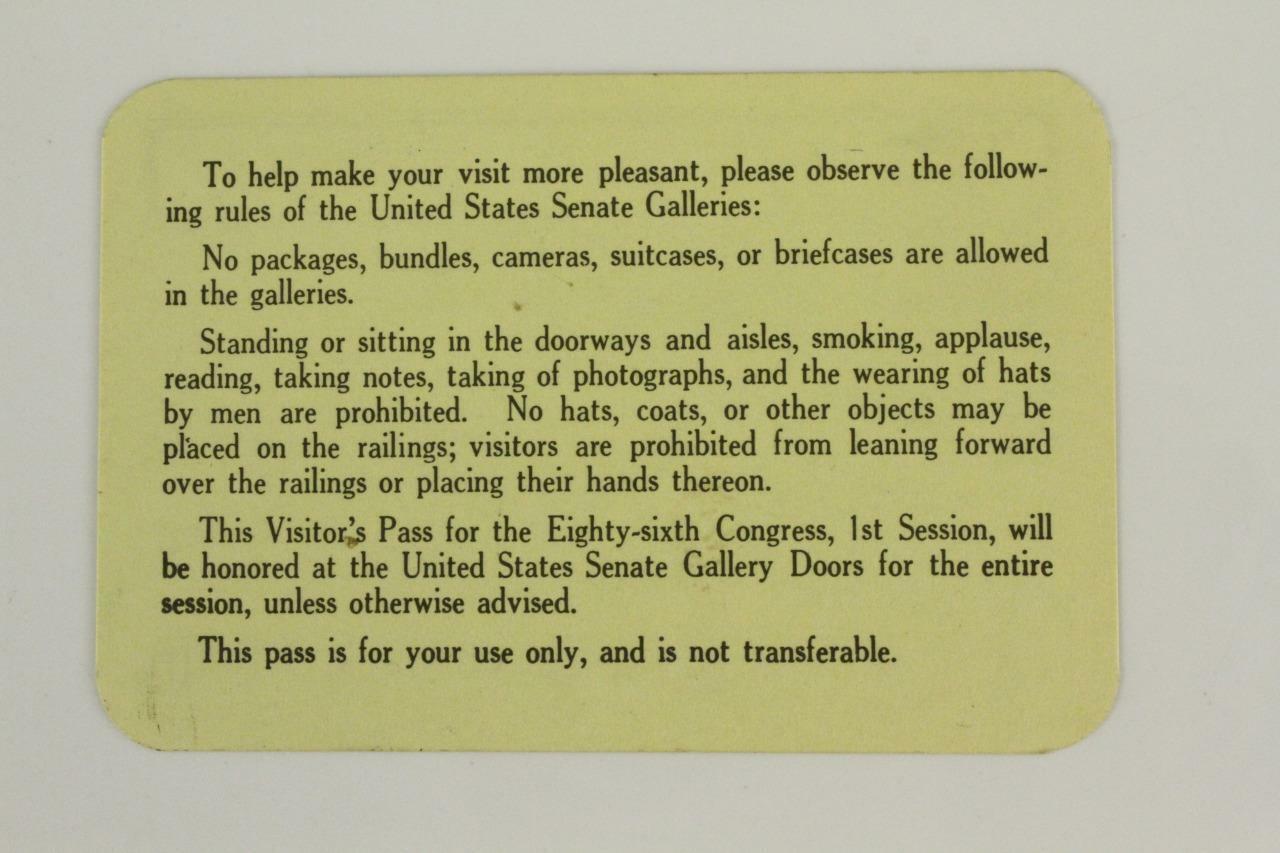 To help make your visit more pleasant, please observe the follow-
ing rules of the United States Senate Galleries:
No packages, bundles, cameras, suitcases, or briefcases are allowed
in the galleries.
Standing or sitting in the doorways and aisles, smoking, applause,
reading, taking notes, taking of photographs, and the wearing of hats
by men are prohibited. No hats, coats, or other objects may be
placed on the railings; visitors are prohibited from leaning forward
over the railings or placing their hands thereon.
This Visitor's Pass for the Eighty-sixth Congress, 1st Session, will
be honored at the United States Senate Gallery Doors for the entire
session, unless otherwise advised.
This pass is for your use only, and is not transferable.